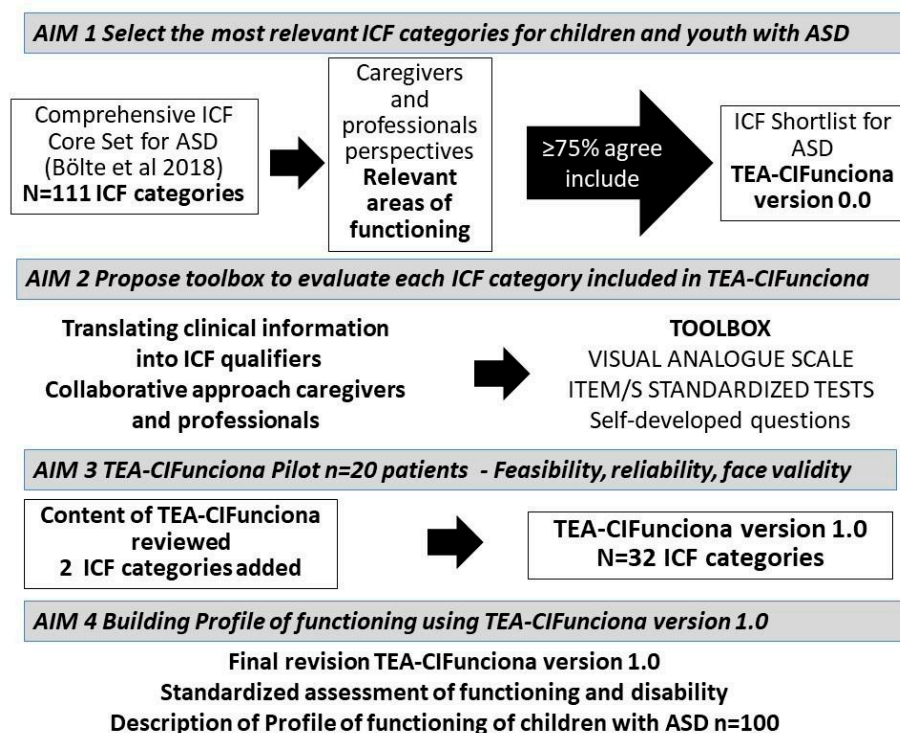 AIM 1 Select the most relevant ICF categories for children and youth with ASD
Comprehensive ICF
Core Set for ASD
(Bölte et al 2018)
N=111 ICF categories
Caregivers
and
professionals
perspectives
Relevant
areas of
functioning
≥75% agree
include
ICF Shortlist for
ASD
TEA-CIFunciona
version 0.0
AIM 2 Propose toolbox to evaluate each ICF category included in TEA-CIFunciona
Translating clinical information
into ICF qualifiers
Collaborative approach caregivers
and professionals
TOOLBOX
VISUAL ANALOGUE SCALE
ITEM/S STANDARDIZED TESTS
Self-developed questions
AIM 3 TEA-CIFunciona Pilot n=20 patients - Feasibility, reliability, face validity
Content of TEA-CIFunciona
reviewed
2 ICF categories added
TEA-CIFunciona version 1.0
N=32 ICF categories
AIM 4 Building Profile of functioning using TEA-CIFunciona version 1.0
Final revision TEA-CIFunciona version 1.0
Standardized assessment of functioning and disability
Description of Profile of functioning of children with ASD n=100